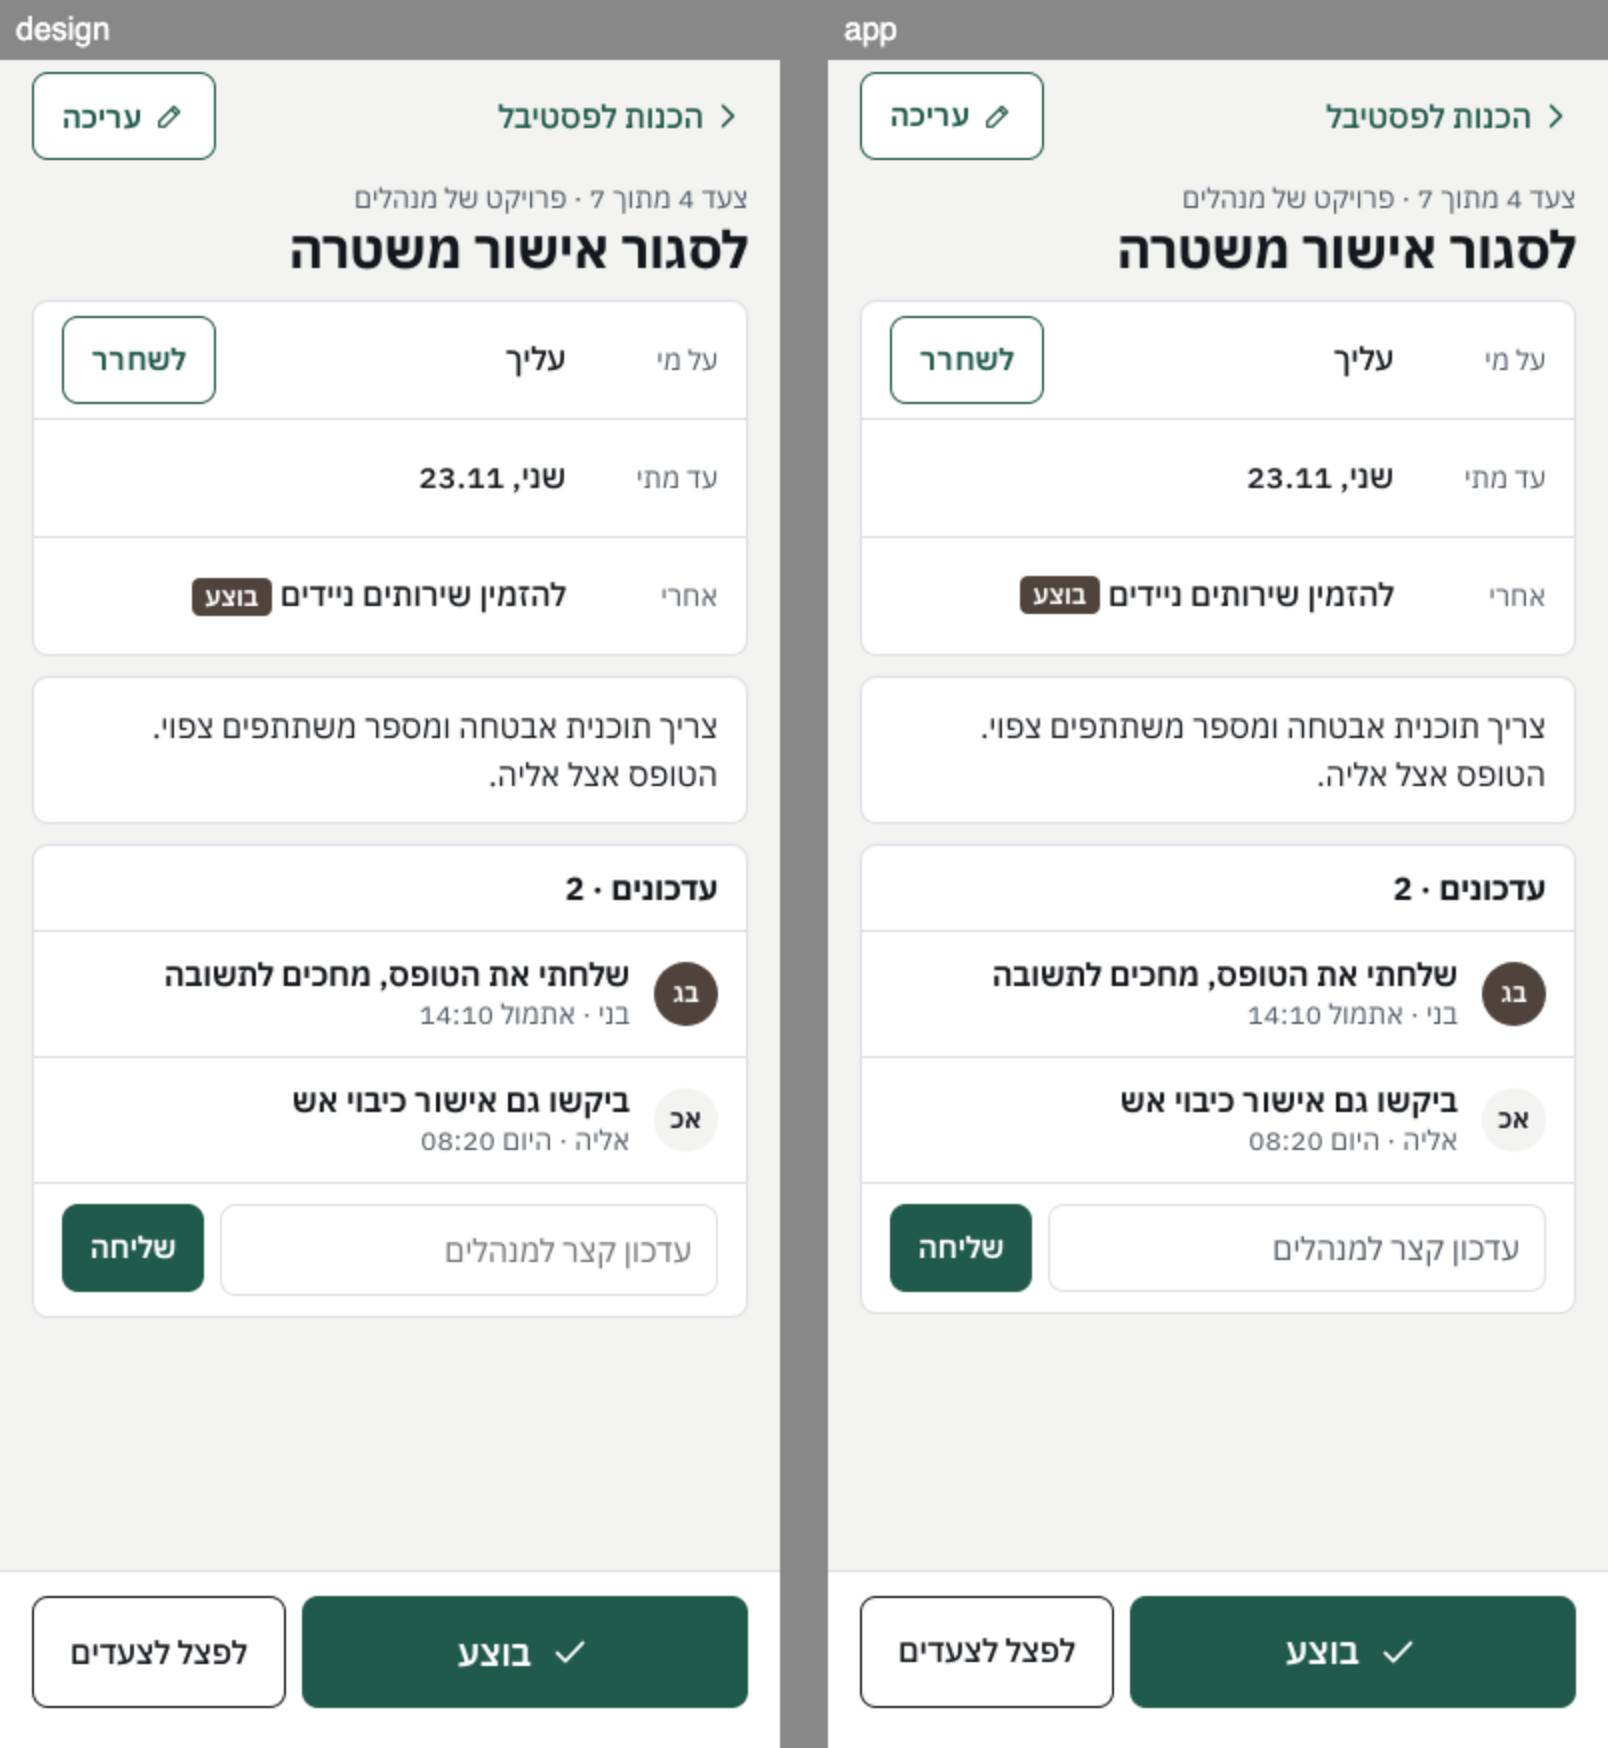 design
הכנות לפסטיבל
עריכה
צעד 4 מתוך 7 · פרויקט של מנהלים
לסגור אישור משטרה
על מי עליך לשחרר
עד מתי שני, 23.11
אחרי להזמין שירותים ניידים בוצע
צריך תוכנית אבטחה ומספר משתתפים צפוי.
הטופס אצל אליה.
עדכונים · 2
בג שלחתי את הטופס, מחכים לתשובה
בני · אתמול 14:10
אכ ביקשו גם אישור כיבוי אש
אליה · היום 08:20
עדכון קצר למנהלים שליחה
בוצע לפצל לצעדים
app
הכנות לפסטיבל
עריכה
צעד 4 מתוך 7 · פרויקט של מנהלים
לסגור אישור משטרה
על מי עליך לשחרר
עד מתי שני, 23.11
אחרי להזמין שירותים ניידים בוצע
צריך תוכנית אבטחה ומספר משתתפים צפוי.
הטופס אצל אליה.
עדכונים · 2
בג שלחתי את הטופס, מחכים לתשובה
בני · אתמול 14:10
אכ ביקשו גם אישור כיבוי אש
אליה · היום 08:20
עדכון קצר למנהלים שליחה
בוצע לפצל לצעדים